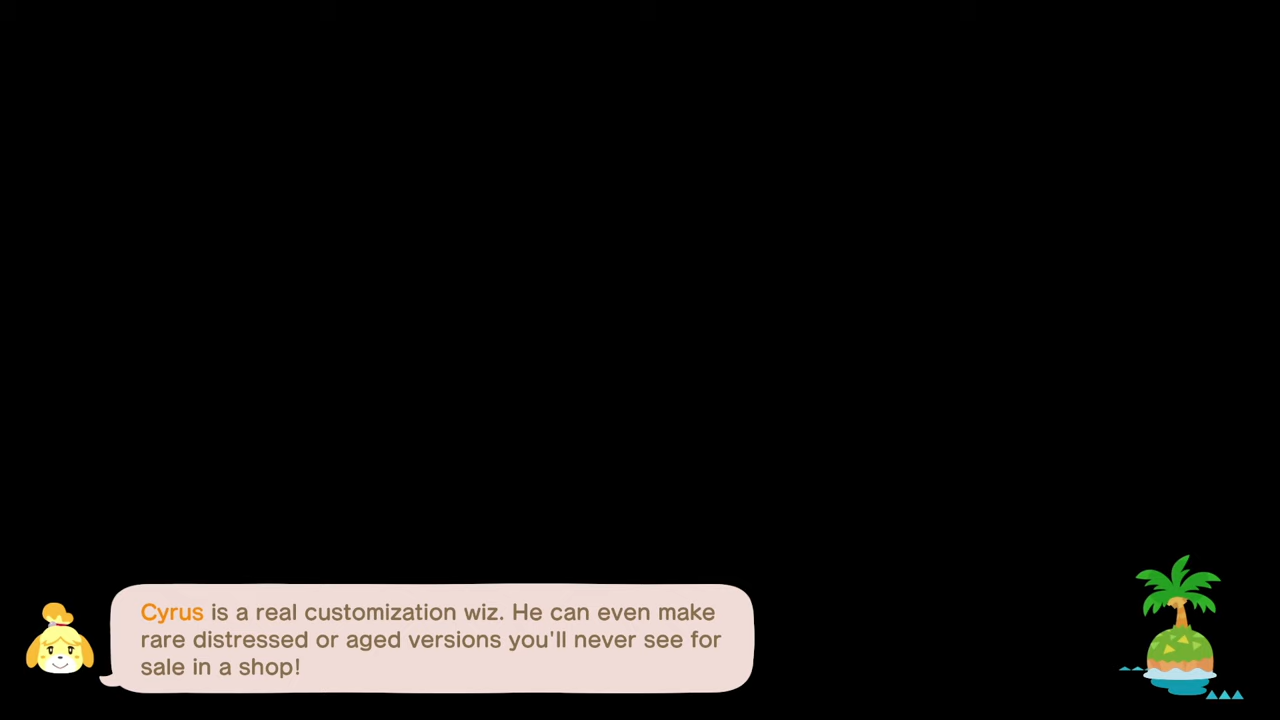 Cyrus is a real customization wiz. He can even make
rare distressed or aged versions you'll never see for
sale in a shop!